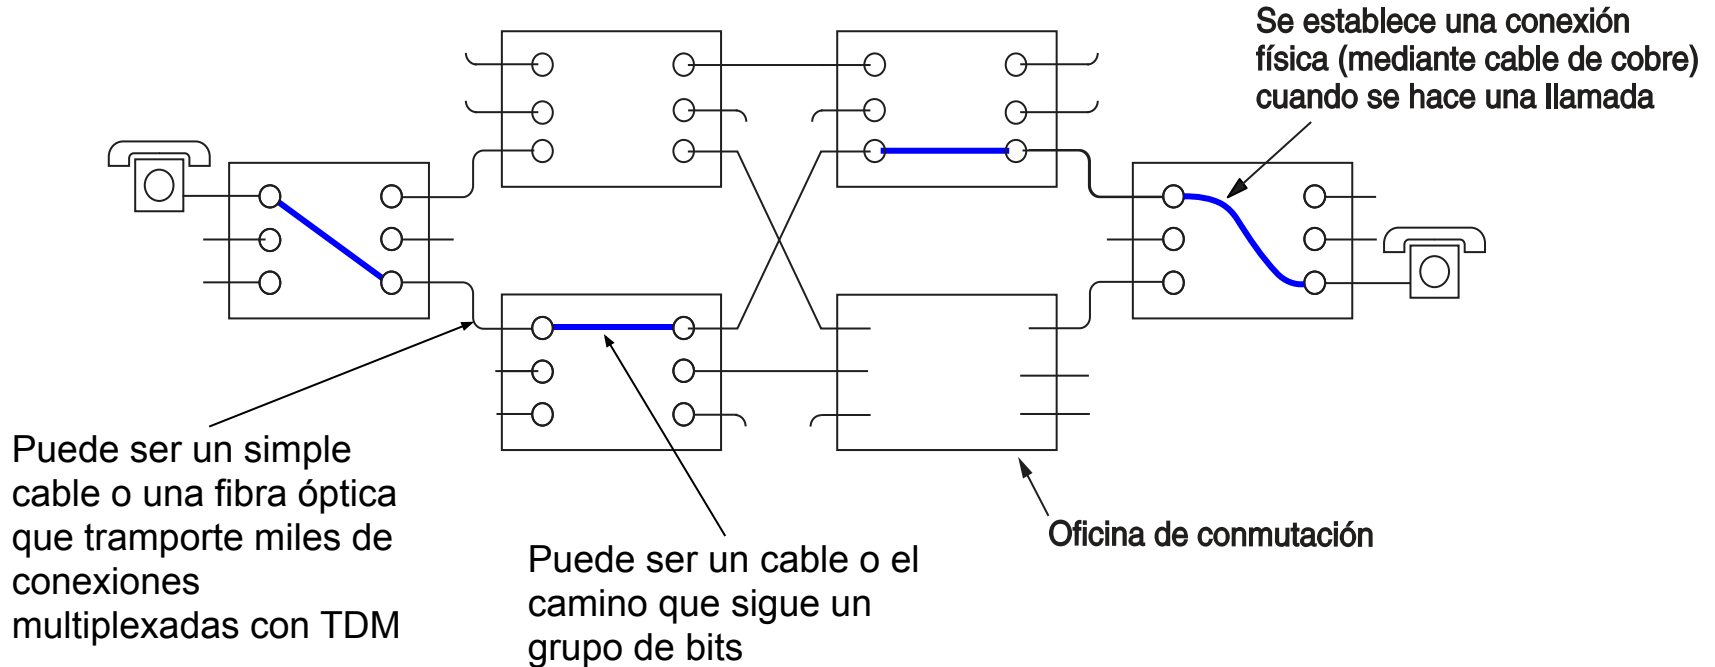 Se establece una conexión
física (mediante cable de cobre)
cuando se hace una llamada
Puede ser un simple
cable o una fibra óptica
que tramporte miles de
conexiones
multiplexadas con TDM
Puede ser un cable o el
camino que sigue un
grupo de bits
Oficina de conmutación